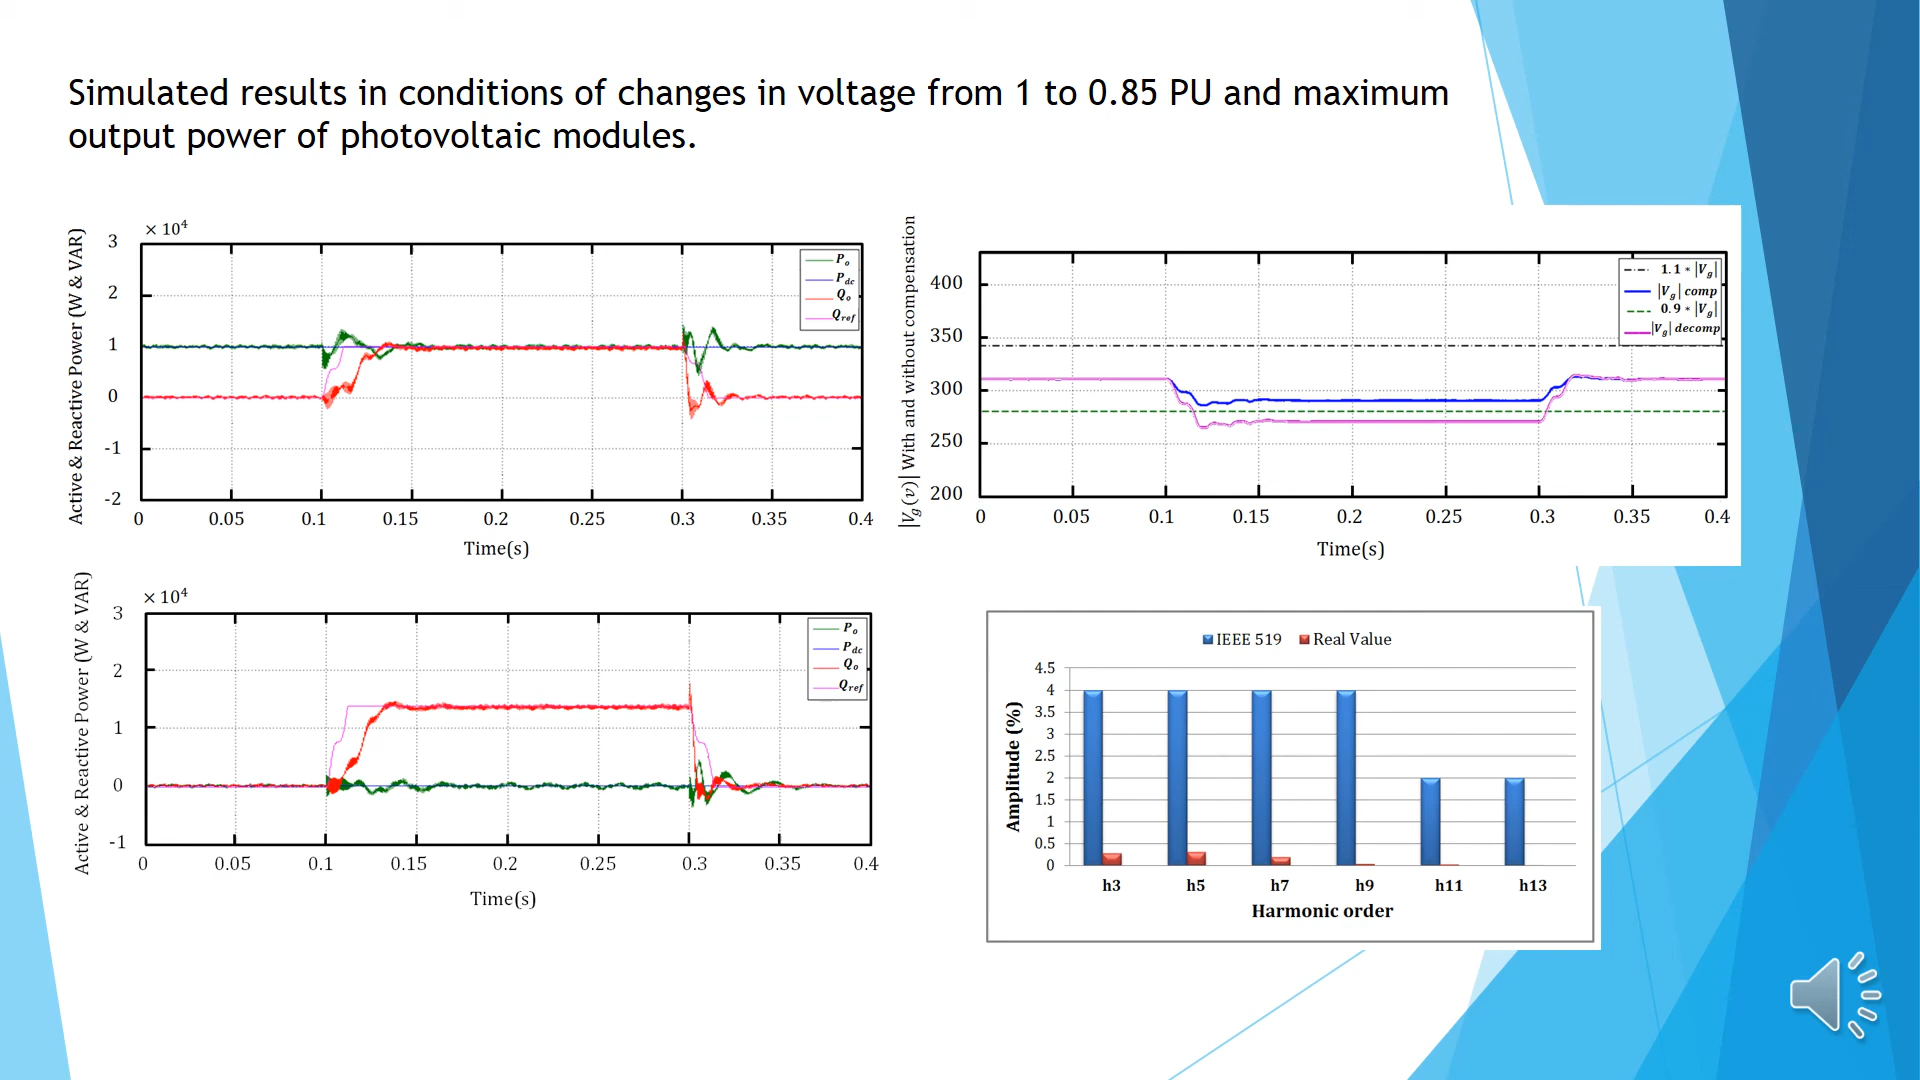 Simulated results in conditions of changes in voltage from 1 to 0.85 PU and maximum
output power of photovoltaic modules.
Active & Reactive Power (W & VAR)
× 10⁴
3
2
1
0
-1
-2
0 0.05 0.1 0.15 0.2 0.25 0.3 0.35 0.4
Time(s)
Pₒ
P_dc
Qₒ
Q_ref
|V_g(v)| With and without compensation
400
350
300
250
200
0 0.05 0.1 0.15 0.2 0.25 0.3 0.35 0.4
Time(s)
1.1 * |V_g|
|V_g| comp
0.9 * |V_g|
|V_g| decomp
Active & Reactive Power (W & VAR)
× 10⁴
3
2
1
0
-1
0 0.05 0.1 0.15 0.2 0.25 0.3 0.35 0.4
Time(s)
Pₒ
P_dc
Qₒ
Q_ref
IEEE 519 Real Value
Amplitude (%)
4.5
4
3.5
3
2.5
2
1.5
1
0.5
0
h3 h5 h7 h9 h11 h13
Harmonic order